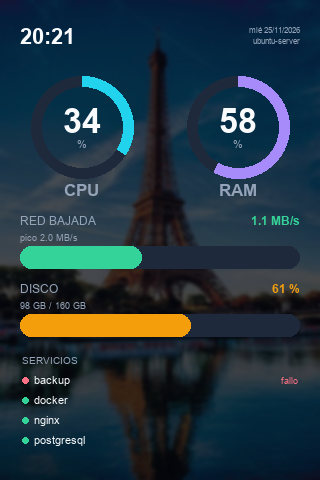 20:21
mié 25/11/2026
ubuntu-server
34
%
CPU
58
%
RAM
RED BAJADA
1.1 MB/s
pico 2.0 MB/s
DISCO
61 %
98 GB / 160 GB
SERVICIOS
backup
fallo
docker
nginx
postgresql